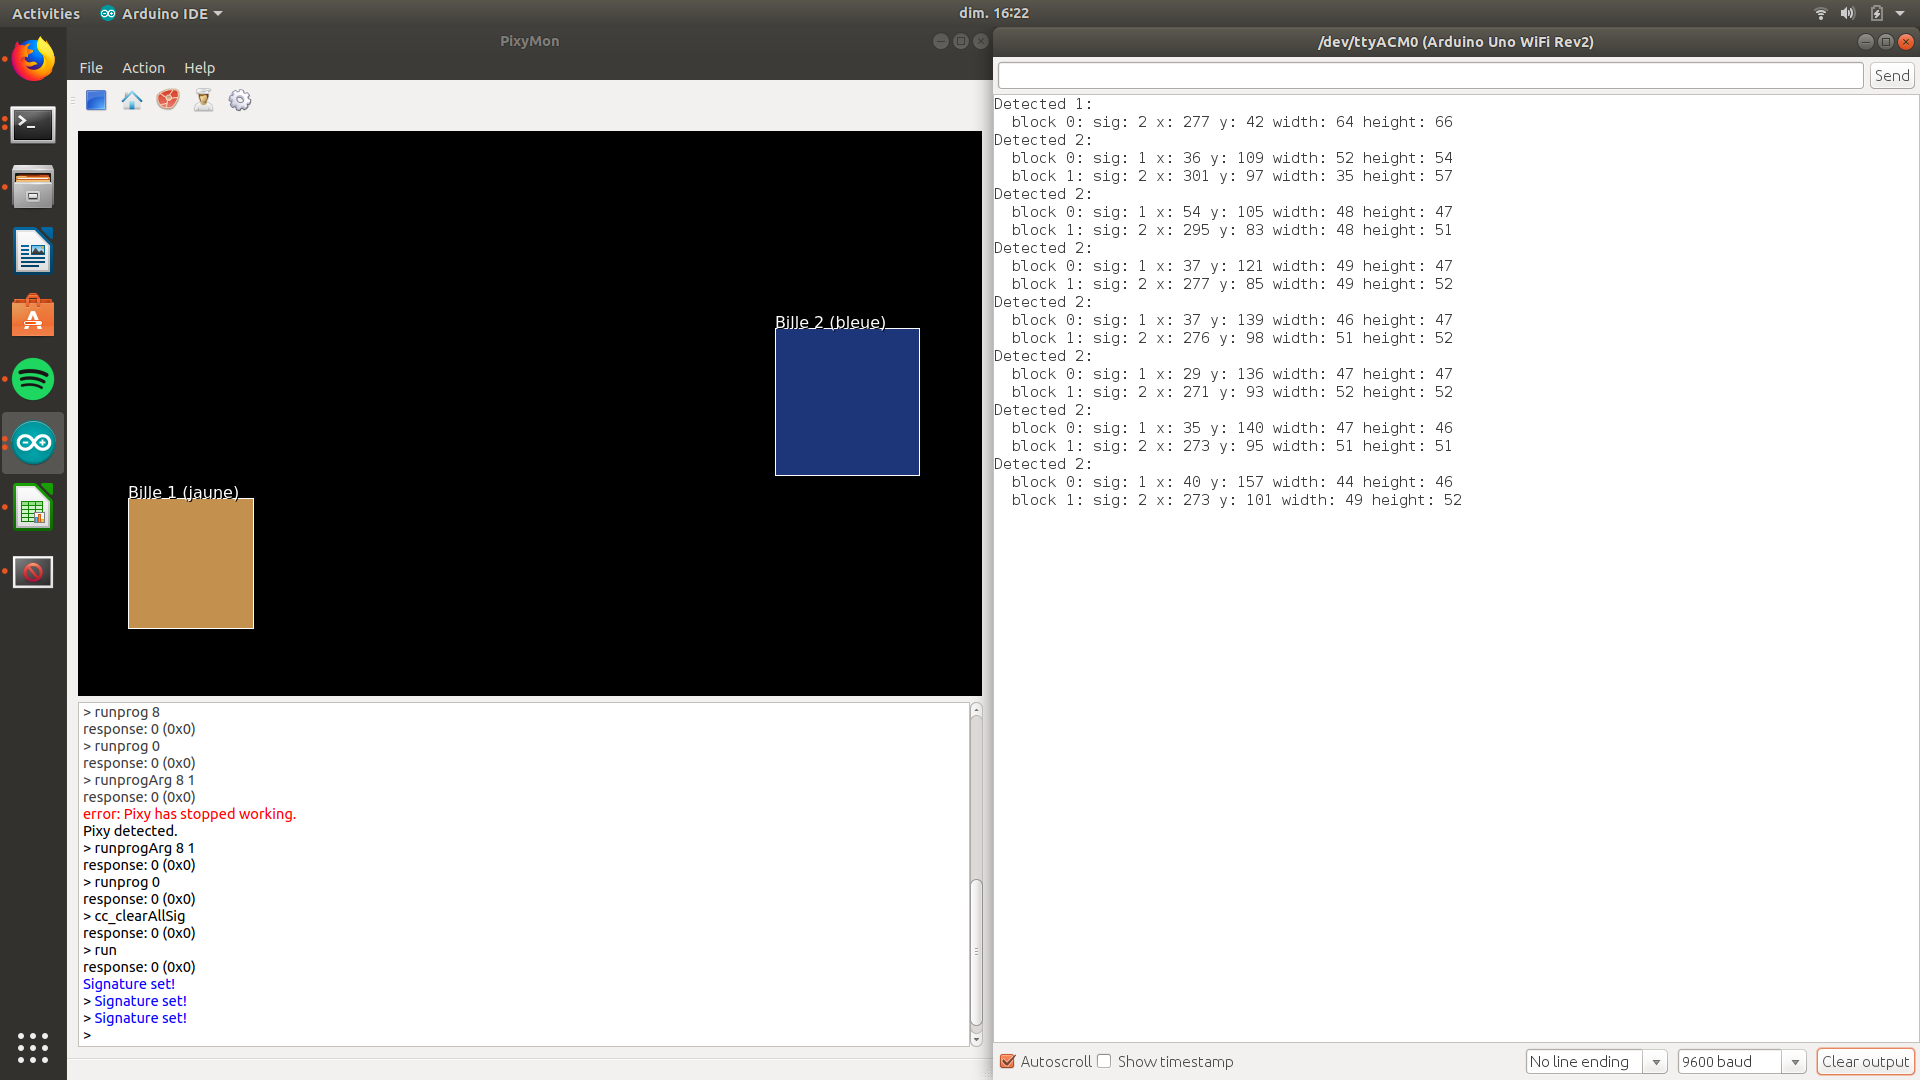 Activities Arduino IDE dim. 16:22
PixyMon
File Action Help
Bille 2 (bleue)
Bille 1 (jaune)
> runprog 8
response: 0 (0x0)
> runprog 0
response: 0 (0x0)
> runprogArg 8 1
response: 0 (0x0)
error: Pixy has stopped working.
Pixy detected.
> runprogArg 8 1
response: 0 (0x0)
> runprog 0
response: 0 (0x0)
> cc_clearAllSig
response: 0 (0x0)
> run
response: 0 (0x0)
Signature set!
> Signature set!
> Signature set!
>
/dev/ttyACM0 (Arduino Uno WiFi Rev2)
Send
Detected 1:
block 0: sig: 2 x: 277 y: 42 width: 64 height: 66
Detected 2:
block 0: sig: 1 x: 36 y: 109 width: 52 height: 54
block 1: sig: 2 x: 301 y: 97 width: 35 height: 57
Detected 2:
block 0: sig: 1 x: 54 y: 105 width: 48 height: 47
block 1: sig: 2 x: 295 y: 83 width: 48 height: 51
Detected 2:
block 0: sig: 1 x: 37 y: 121 width: 49 height: 47
block 1: sig: 2 x: 277 y: 85 width: 49 height: 52
Detected 2:
block 0: sig: 1 x: 37 y: 139 width: 46 height: 47
block 1: sig: 2 x: 276 y: 98 width: 51 height: 52
Detected 2:
block 0: sig: 1 x: 29 y: 136 width: 47 height: 47
block 1: sig: 2 x: 271 y: 93 width: 52 height: 52
Detected 2:
block 0: sig: 1 x: 35 y: 140 width: 47 height: 46
block 1: sig: 2 x: 273 y: 95 width: 51 height: 51
Detected 2:
block 0: sig: 1 x: 40 y: 157 width: 44 height: 46
block 1: sig: 2 x: 273 y: 101 width: 49 height: 52
Autoscroll Show timestamp No line ending 9600 baud Clear output